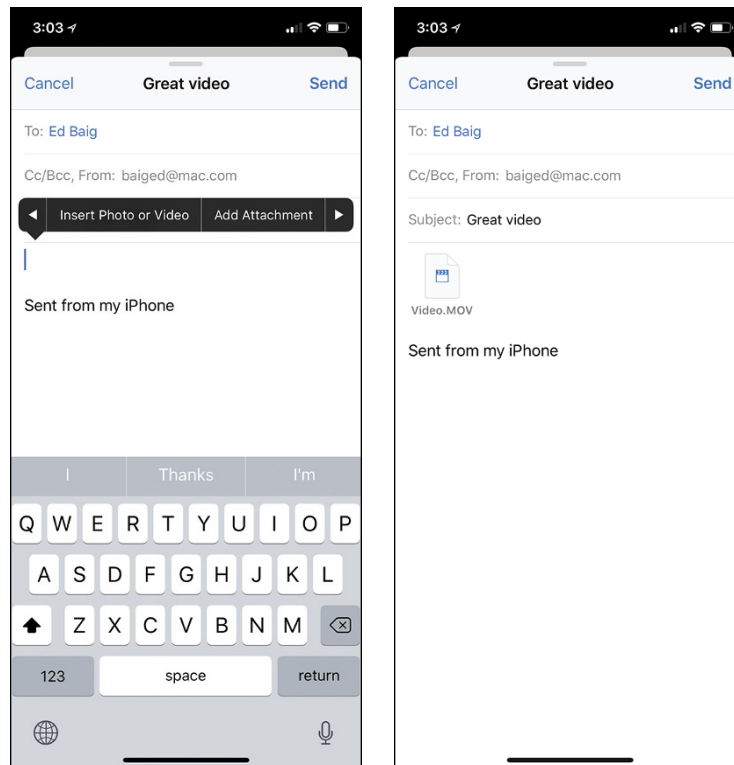 3:03
Cancel Great video Send
To: Ed Baig
Cc/Bcc, From: baiged@mac.com
Insert Photo or Video Add Attachment
Sent from my iPhone
I Thanks I'm
Q W E R T Y U I O P
A S D F G H J K L
Z X C V B N M
123 space return
3:03
Cancel Great video Send
To: Ed Baig
Cc/Bcc, From: baiged@mac.com
Subject: Great video
Video.MOV
Sent from my iPhone